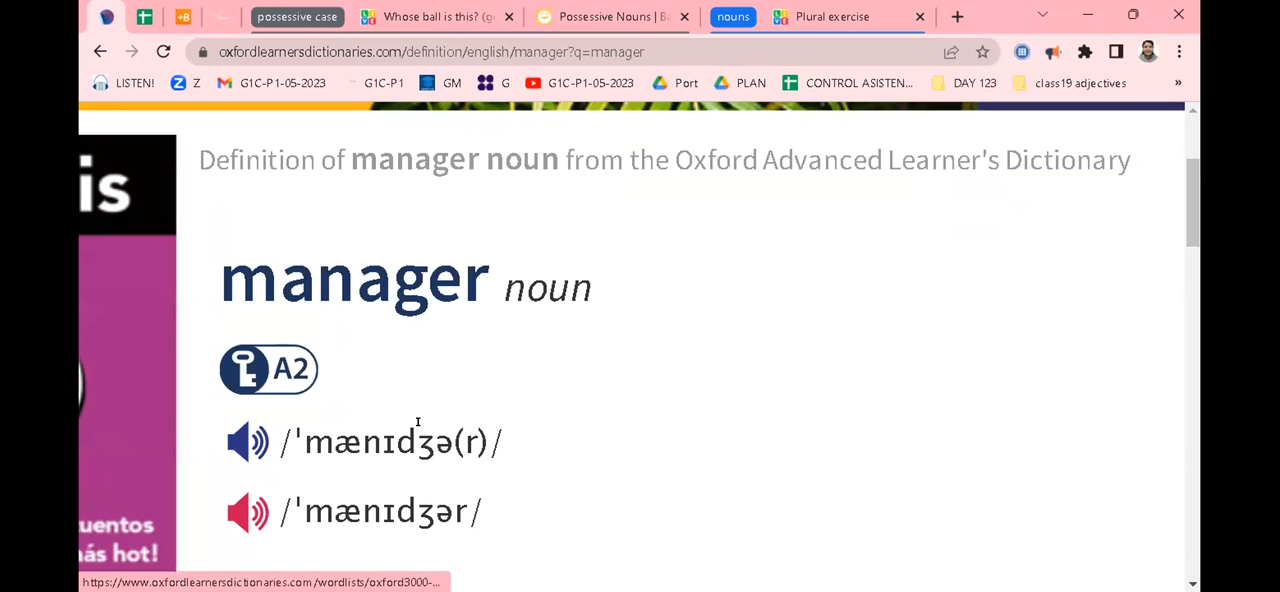 possessive case
Whose ball is this? (g
Possessive Nouns | B
nouns
Plural exercise
oxfordlearnersdictionaries.com/definition/english/manager?q=manager
LISTEN!
Z
G1C-P1-05-2023
G1C-P1
GM
G
G1C-P1-05-2023
Port
PLAN
CONTROL ASISTEN...
DAY 123
class19 adjectives
»
is
Definition of manager noun from the Oxford Advanced Learner's Dictionary
manager noun
A2
/ˈmænɪdʒə(r)/
/ˈmænɪdʒər/
cuentos
más hot!
https://www.oxfordlearnersdictionaries.com/wordlists/oxford3000-...